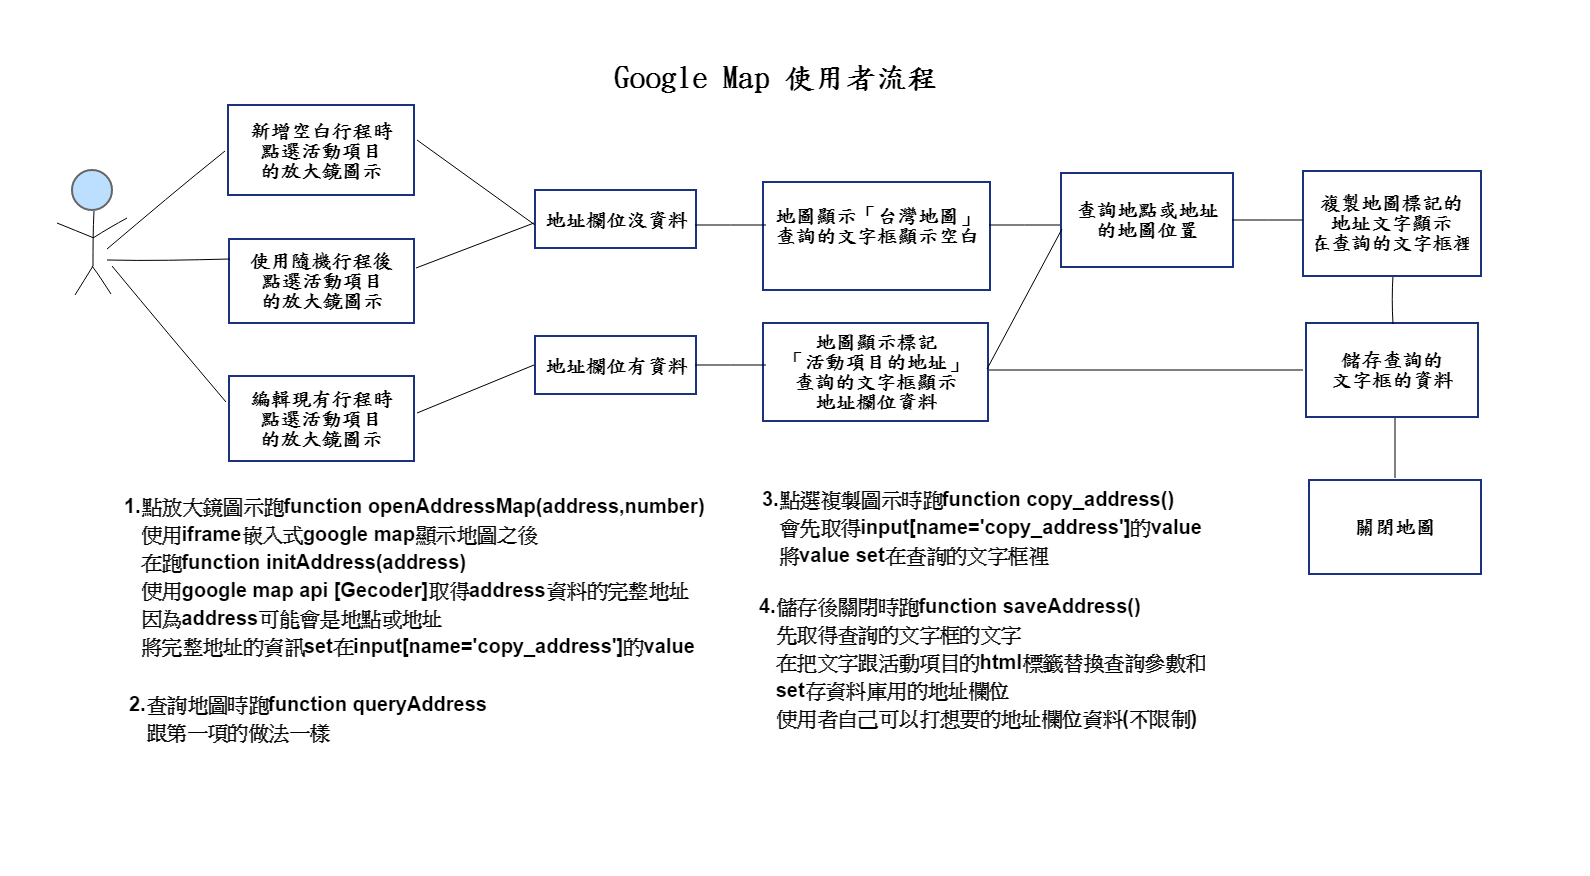 Google Map 使用者流程
新增空白行程時
點選活動項目
的放大鏡圖示
使用隨機行程後
點選活動項目
的放大鏡圖示
編輯現有行程時
點選活動項目
的放大鏡圖示
地址欄位沒資料
地址欄位有資料
地圖顯示「台灣地圖」
查詢的文字框顯示空白
地圖顯示標記
「活動項目的地址」
查詢的文字框顯示
地址欄位資料
查詢地點或地址
的地圖位置
複製地圖標記的
地址文字顯示
在查詢的文字框裡
儲存查詢的
文字框的資料
關閉地圖
1.點放大鏡圖示跑function openAddressMap(address,number)
使用iframe嵌入式google map顯示地圖之後
在跑function initAddress(address)
使用google map api [Gecoder]取得address資料的完整地址
因為address可能會是地點或地址
將完整地址的資訊set在input[name='copy_address']的value
2.查詢地圖時跑function queryAddress
跟第一項的做法一樣
3.點選複製圖示時跑function copy_address()
會先取得input[name='copy_address']的value
將value set在查詢的文字框裡
4.儲存後關閉時跑function saveAddress()
先取得查詢的文字框的文字
在把文字跟活動項目的html標籤替換查詢參數和
set存資料庫用的地址欄位
使用者自己可以打想要的地址欄位資料(不限制)